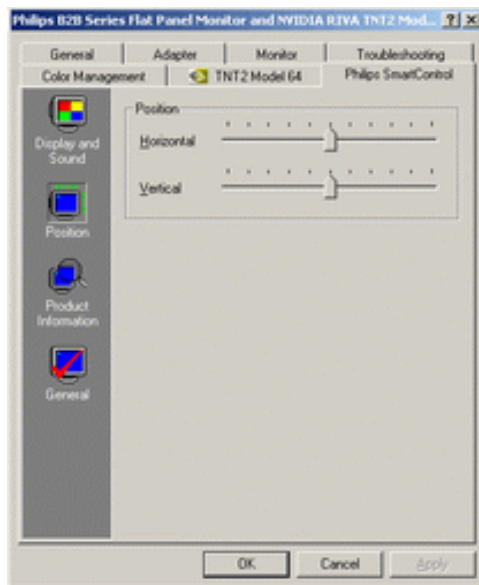 Philips B2B Series Flat Panel Monitor and NVIDIA RIVA TNT2 Mod...
General Adapter Monitor Troubleshooting
Color Management TNT2 Model 64 Philips SmartControl
Display and
Sound
Position
Product
Information
General
Position
Horizontal
Vertical
OK Cancel Apply